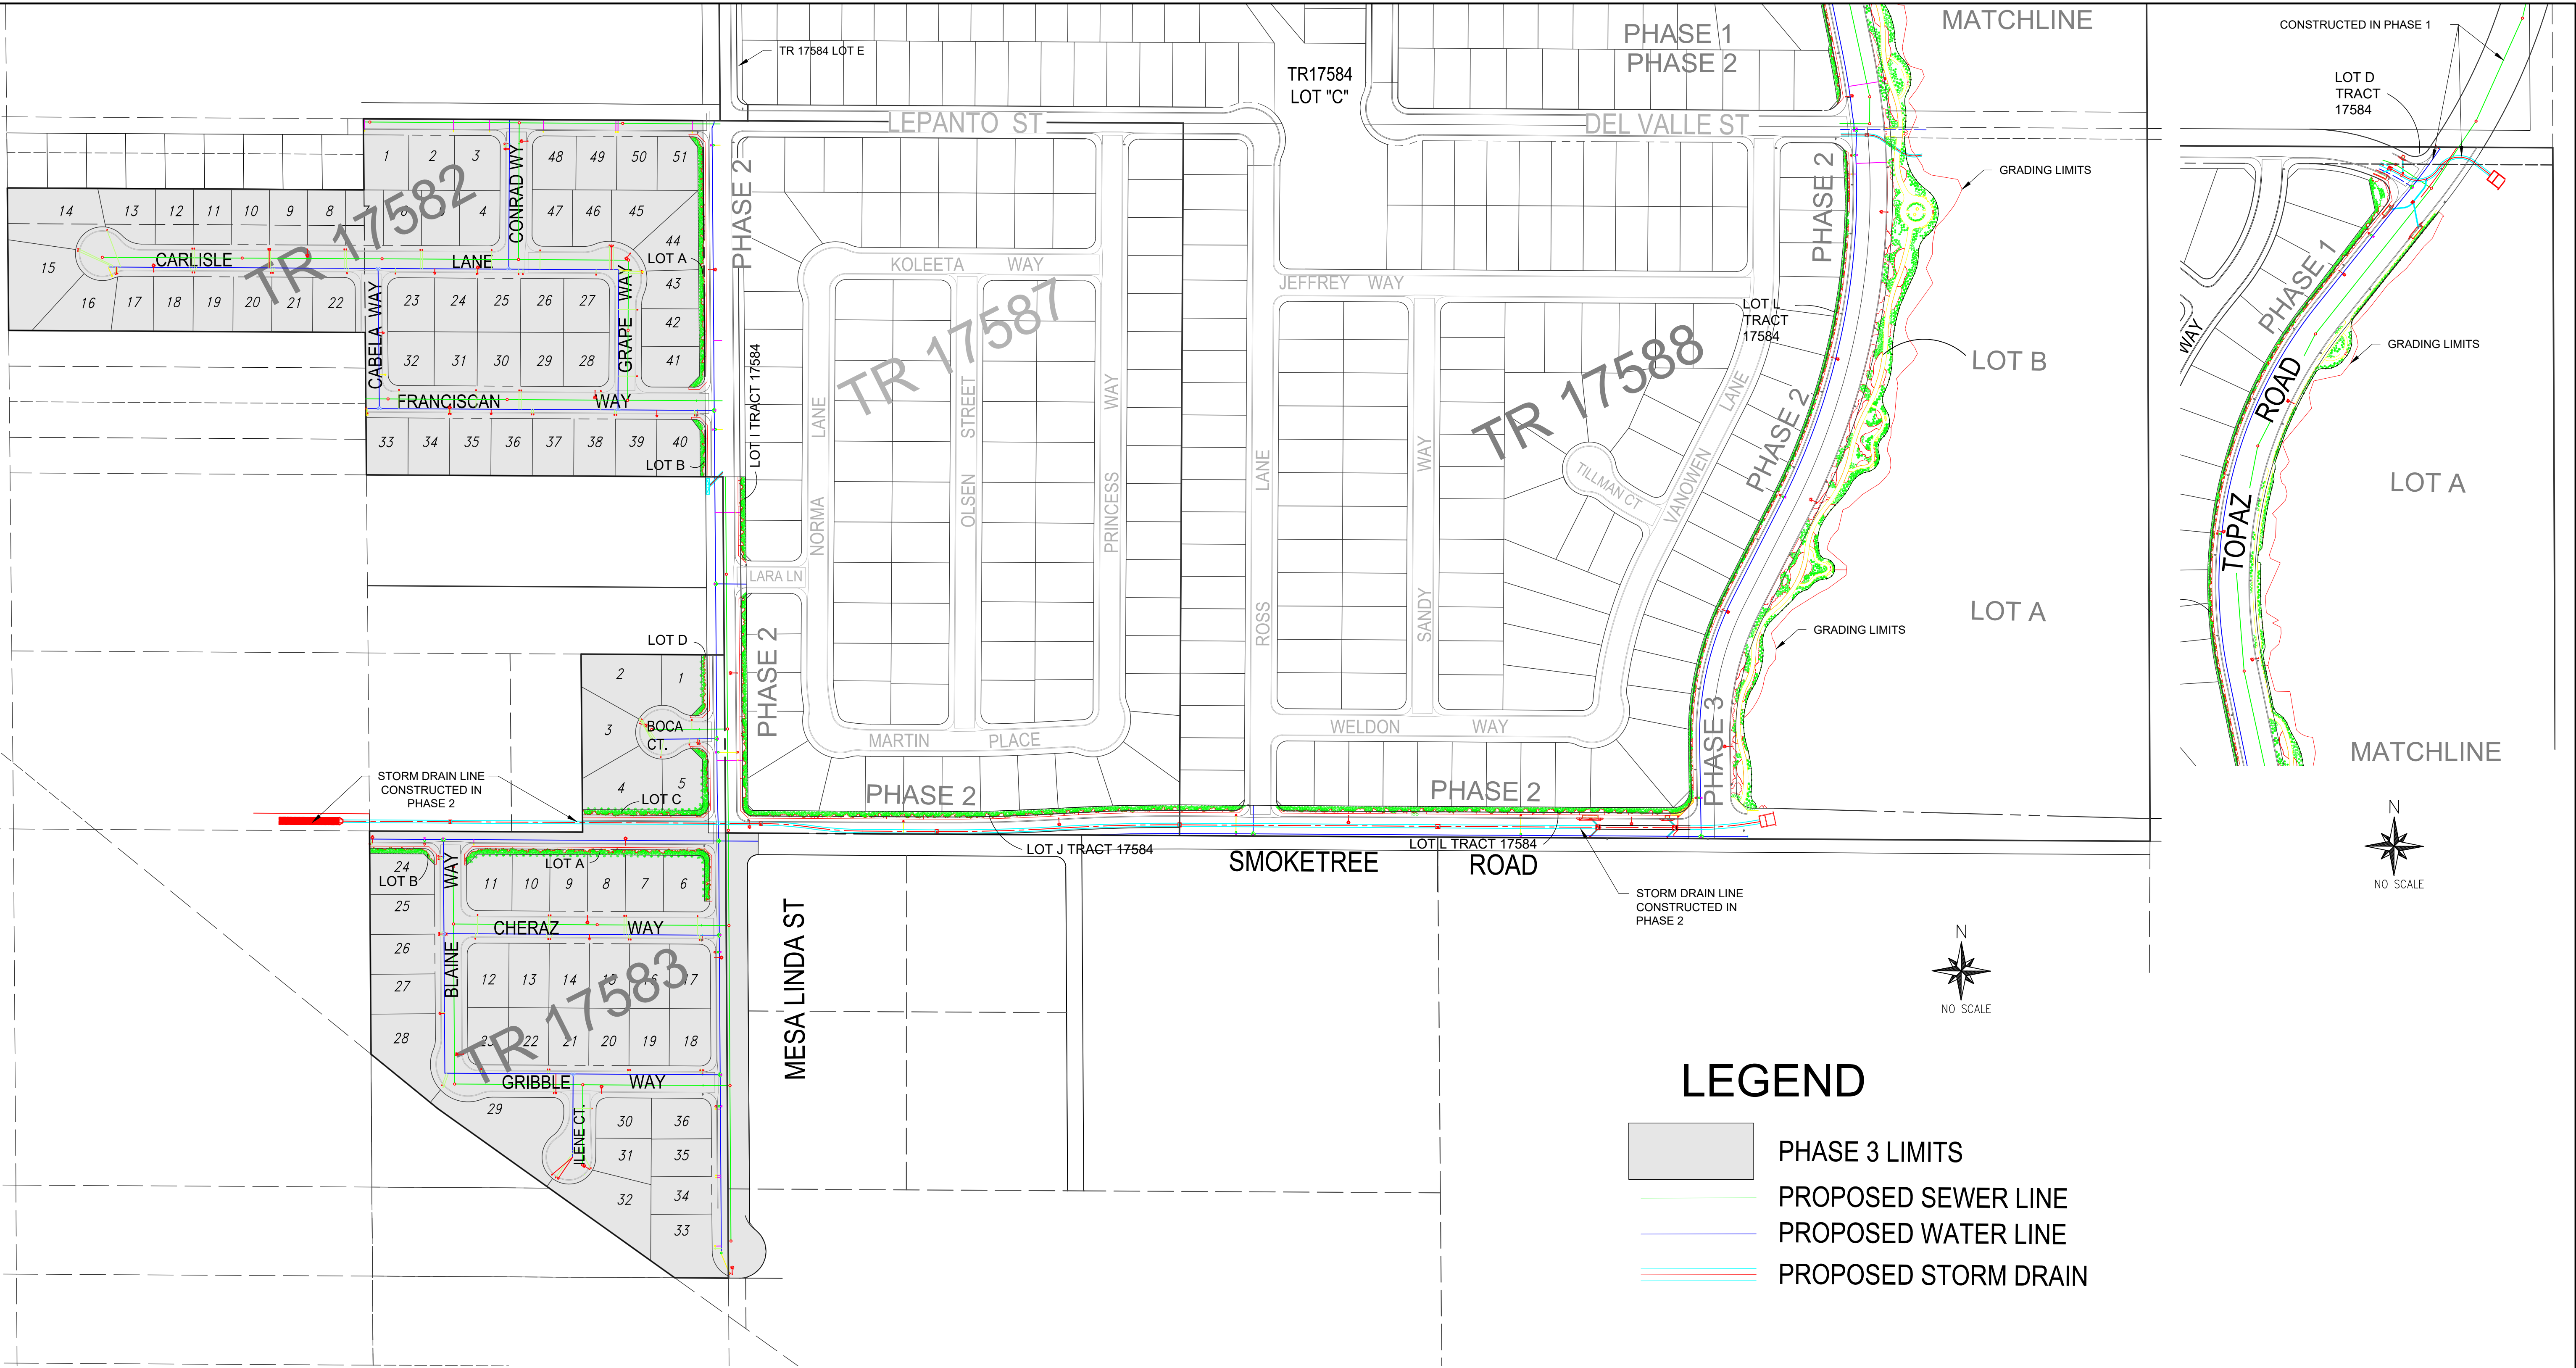 PHASE 1
PHASE 2
MATCHLINE
CONSTRUCTED IN PHASE 1
TR 17584 LOT E
TR17584
LOT "C"
LOT D
TRACT
17584
LEPANTO ST
DEL VALLE ST
1
2
3
48
49
50
51
CONRAD WY
PHASE 2
PHASE 2
GRADING LIMITS
14
13
12
11
10
9
8
4
47
46
45
TR 17582
15
CARLISLE
LANE
44
LOT A
43
42
41
16
17
18
19
20
21
22
CABELA WAY
23
24
25
26
27
GRAPE WAY
32
31
30
29
28
FRANCISCAN
WAY
33
34
35
36
37
38
39
40
LOT B
LOT I TRACT 17584
KOLEETA WAY
TR 17587
NORMA LANE
OLSEN STREET
PRINCESS WAY
LARA LN
MARTIN PLACE
PHASE 2
PHASE 2
JEFFREY WAY
LOT L
TRACT
17584
TR 17588
ROSS LANE
SANDY WAY
TILLMAN CT
VANOWEN LANE
WELDON WAY
PHASE 2
PHASE 2
PHASE 3
LOT B
LOT A
GRADING LIMITS
PHASE 1
WAY
TOPAZ ROAD
GRADING LIMITS
LOT A
MATCHLINE
N
NO SCALE
LOT D
2
1
3
BOCA
CT.
4
5
LOT C
STORM DRAIN LINE
CONSTRUCTED IN
PHASE 2
24
LOT B
LOT A
11
10
9
8
7
6
25
26
27
28
BLAINE WAY
CHERAZ
WAY
12
13
14
15
16
17
TR 17583
23
22
21
20
19
18
GRIBBLE
WAY
29
ILENE CT.
30
36
31
35
32
34
33
MESA LINDA ST
LOT J TRACT 17584
LOT L TRACT 17584
SMOKETREE ROAD
STORM DRAIN LINE
CONSTRUCTED IN
PHASE 2
N
NO SCALE
LEGEND
PHASE 3 LIMITS
PROPOSED SEWER LINE
PROPOSED WATER LINE
PROPOSED STORM DRAIN